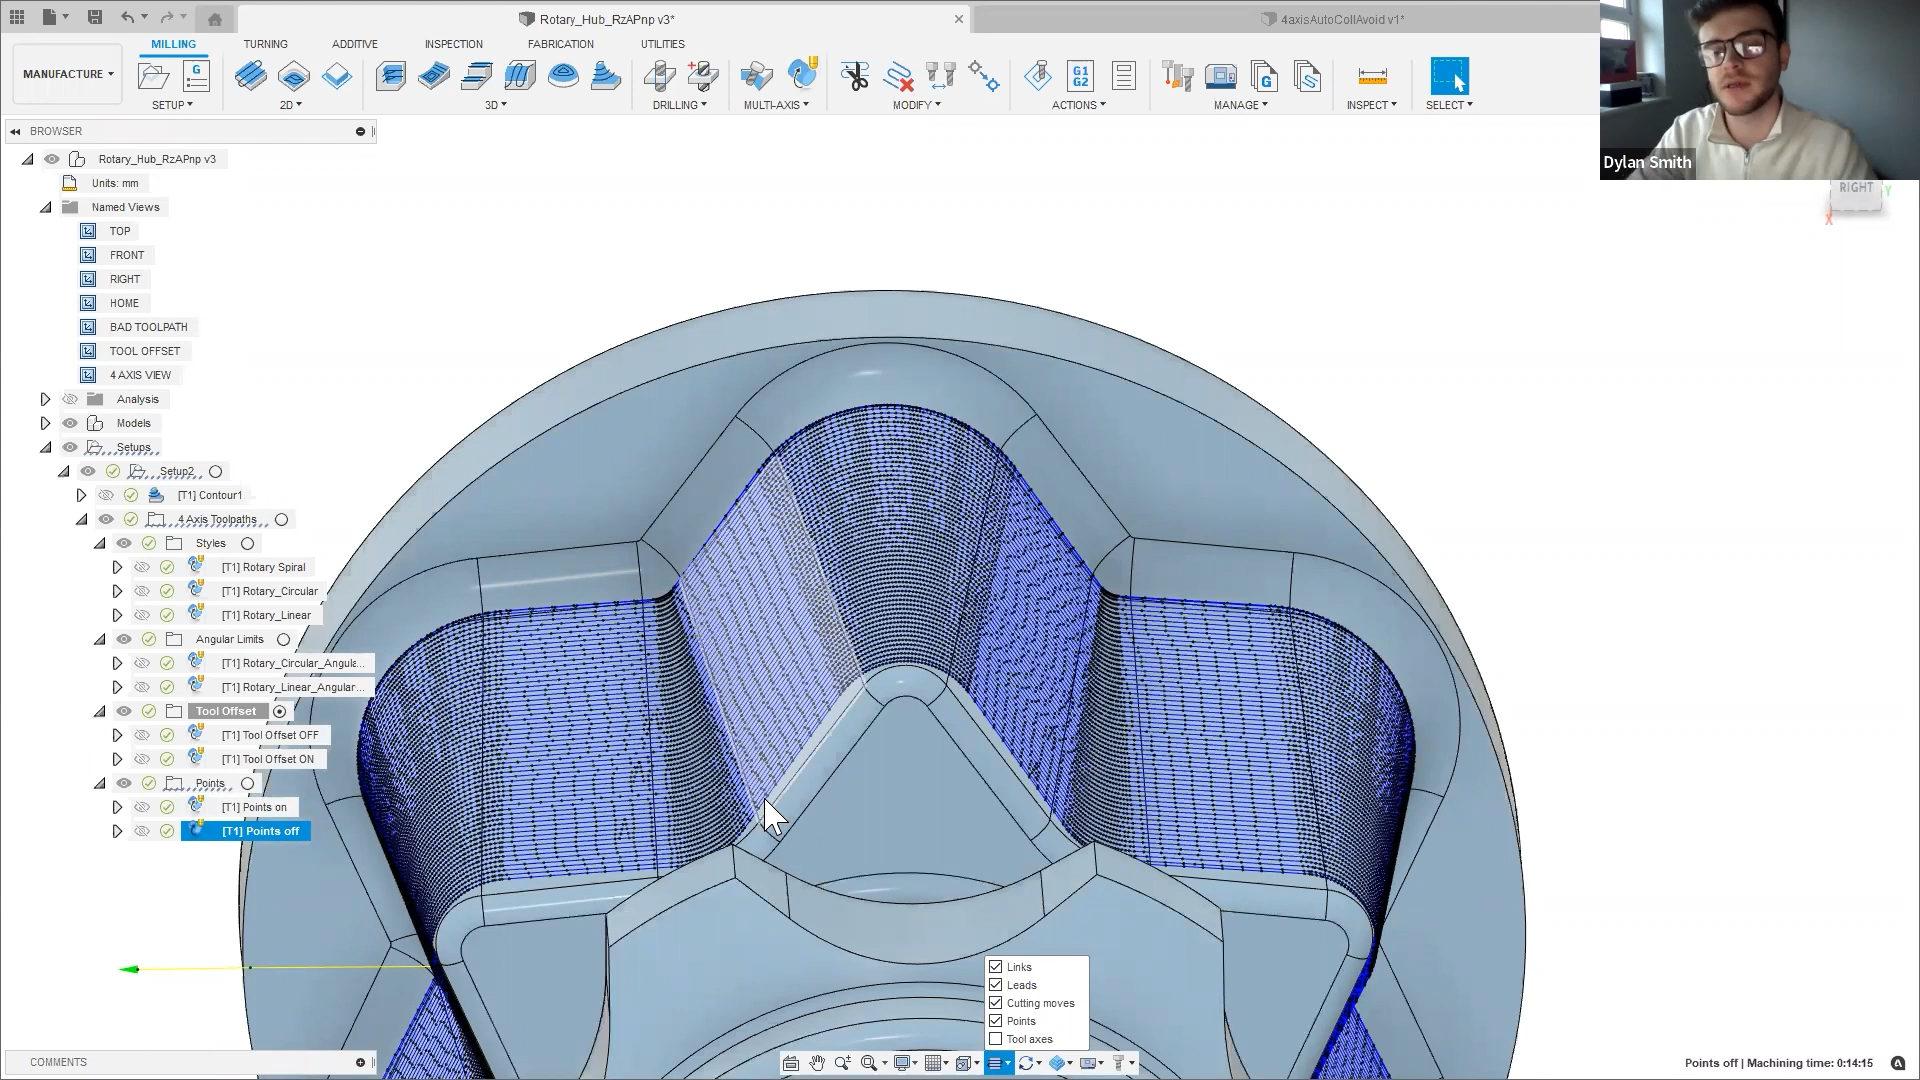 Rotary_Hub_RzAPnp v3*
4axisAutoCollAvoid v1*
MANUFACTURE
MILLING
TURNING
ADDITIVE
INSPECTION
FABRICATION
UTILITIES
G
G1
G2
G
SETUP
2D
3D
DRILLING
MULTI-AXIS
MODIFY
ACTIONS
MANAGE
INSPECT
SELECT
Dylan Smith
RIGHT
Y
X
BROWSER
Rotary_Hub_RzAPnp v3
Units: mm
Named Views
TOP
FRONT
RIGHT
HOME
BAD TOOLPATH
TOOL OFFSET
4 AXIS VIEW
Analysis
Models
Setups
Setup2
[T1] Contour1
4 Axis Toolpaths
Styles
[T1] Rotary Spiral
[T1] Rotary_Circular
[T1] Rotary_Linear
Angular Limits
[T1] Rotary_Circular_Angula...
[T1] Rotary_Linear_Angular...
Tool Offset
[T1] Tool Offset OFF
[T1] Tool Offset ON
Points
[T1] Points on
[T1] Points off
Links
Leads
Cutting moves
Points
Tool axes
COMMENTS
Points off | Machining time: 0:14:15